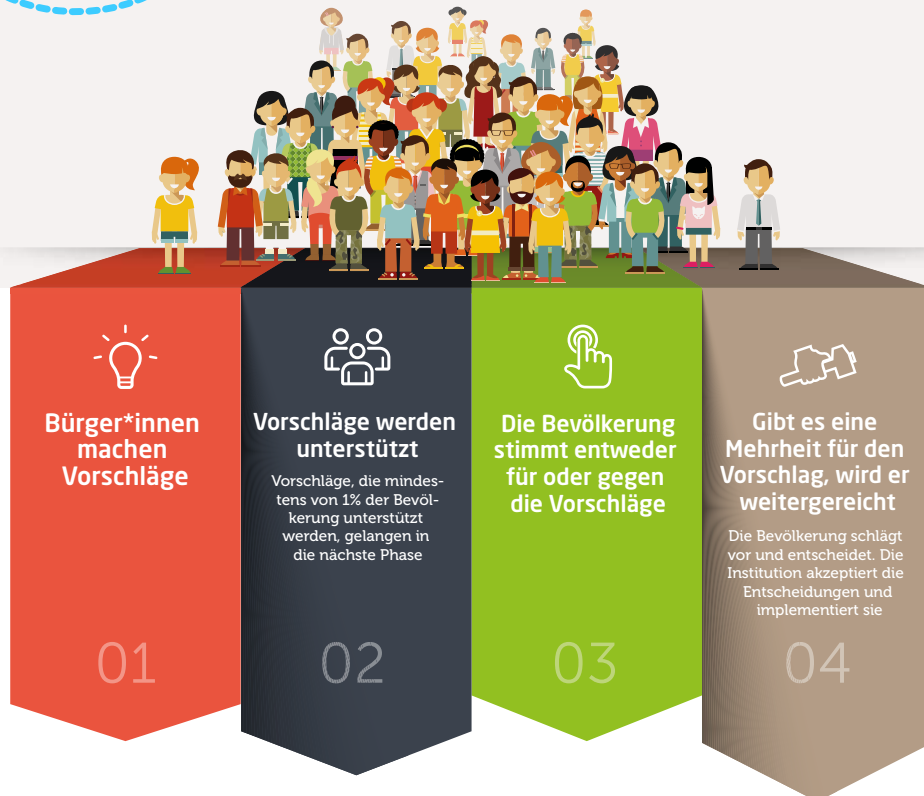 Bürger*innen
machen
Vorschläge
01
Vorschläge werden
unterstützt
Vorschläge, die mindes-
tens von 1% der Bevöl-
kerung unterstützt
werden, gelangen in
die nächste Phase
02
Die Bevölkerung
stimmt entweder
für oder gegen
die Vorschläge
03
Gibt es eine
Mehrheit für den
Vorschlag, wird er
weitergereicht
Die Bevölkerung schlägt
vor und entscheidet. Die
Institution akzeptiert die
Entscheidungen und
implementiert sie
04